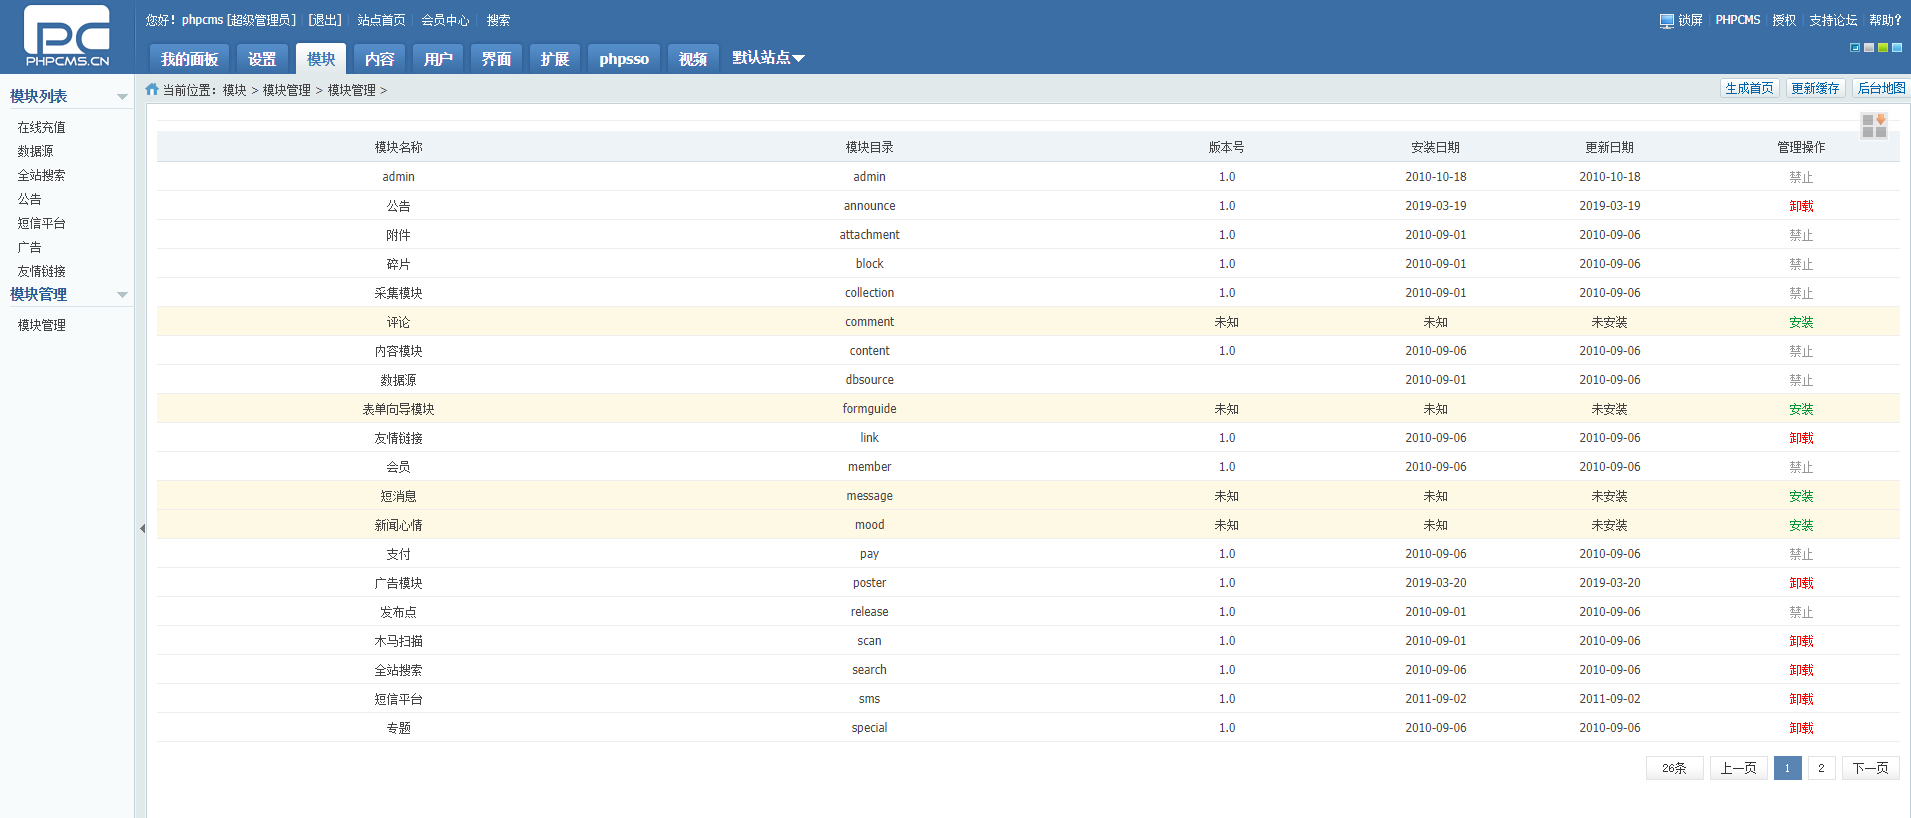 PHPCMS.CN
您好！phpcms [超级管理员] | [退出] | 站点首页 | 会员中心 | 搜索
锁屏 | PHPCMS | 授权 | 支持论坛 | 帮助?
我的面板 设置 模块 内容 用户 界面 扩展 phpsso 视频 默认站点
当前位置：模块 > 模块管理 > 模块管理 >
生成首页 更新缓存 后台地图
模块列表
在线充值
数据源
全站搜索
公告
短信平台
广告
友情链接
模块管理
模块管理
模块名称 模块目录 版本号 安装日期 更新日期 管理操作
admin admin 1.0 2010-10-18 2010-10-18 禁止
公告 announce 1.0 2019-03-19 2019-03-19 卸载
附件 attachment 1.0 2010-09-01 2010-09-06 禁止
碎片 block 1.0 2010-09-01 2010-09-06 禁止
采集模块 collection 1.0 2010-09-01 2010-09-06 禁止
评论 comment 未知 未知 未安装 安装
内容模块 content 1.0 2010-09-06 2010-09-06 禁止
数据源 dbsource 2010-09-01 2010-09-06 禁止
表单向导模块 formguide 未知 未知 未安装 安装
友情链接 link 1.0 2010-09-06 2010-09-06 卸载
会员 member 1.0 2010-09-06 2010-09-06 禁止
短消息 message 未知 未知 未安装 安装
新闻心情 mood 未知 未知 未安装 安装
支付 pay 1.0 2010-09-06 2010-09-06 禁止
广告模块 poster 1.0 2019-03-20 2019-03-20 卸载
发布点 release 1.0 2010-09-01 2010-09-06 禁止
木马扫描 scan 1.0 2010-09-01 2010-09-06 卸载
全站搜索 search 1.0 2010-09-06 2010-09-06 卸载
短信平台 sms 1.0 2011-09-02 2011-09-02 卸载
专题 special 1.0 2010-09-06 2010-09-06 卸载
26条 上一页 1 2 下一页